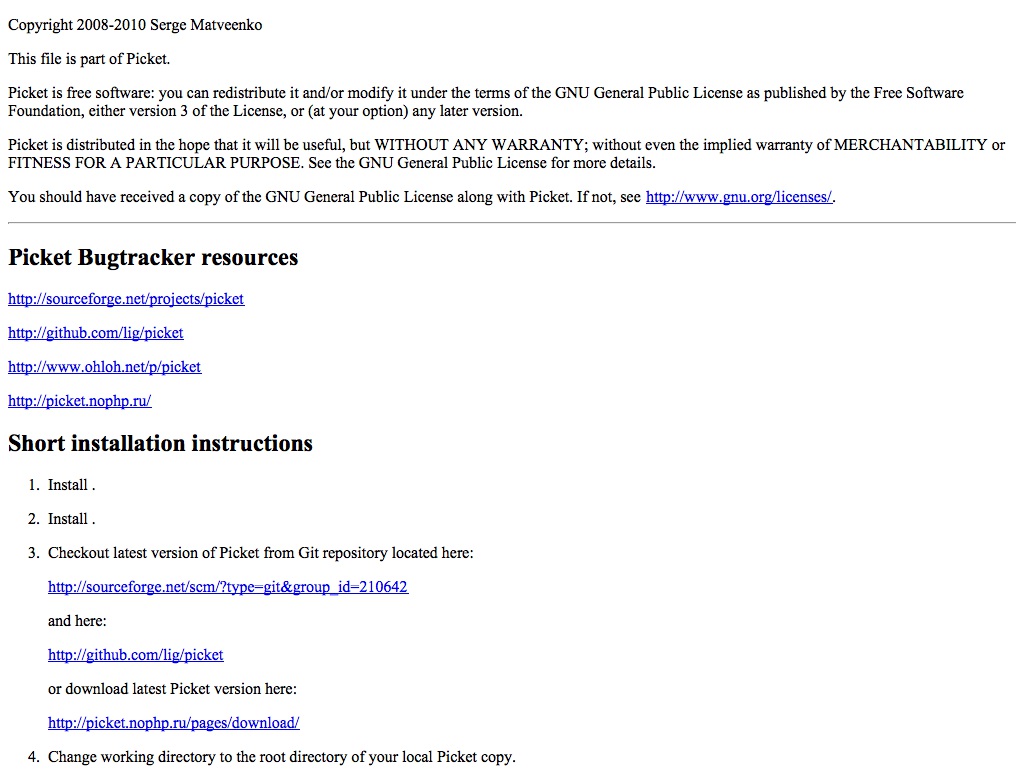 Copyright 2008-2010 Serge Matveenko
This file is part of Picket.
Picket is free software: you can redistribute it and/or modify it under the terms of the GNU General Public License as published by the Free Software
Foundation, either version 3 of the License, or (at your option) any later version.
Picket is distributed in the hope that it will be useful, but WITHOUT ANY WARRANTY; without even the implied warranty of MERCHANTABILITY or
FITNESS FOR A PARTICULAR PURPOSE. See the GNU General Public License for more details.
You should have received a copy of the GNU General Public License along with Picket. If not, see http://www.gnu.org/licenses/.
Picket Bugtracker resources
http://sourceforge.net/projects/picket
http://github.com/lig/picket
http://www.ohloh.net/p/picket
http://picket.nophp.ru/
Short installation instructions
1. Install .
2. Install .
3. Checkout latest version of Picket from Git repository located here:
http://sourceforge.net/scm/?type=git&group_id=210642
and here:
http://github.com/lig/picket
or download latest Picket version here:
http://picket.nophp.ru/pages/download/
4. Change working directory to the root directory of your local Picket copy.